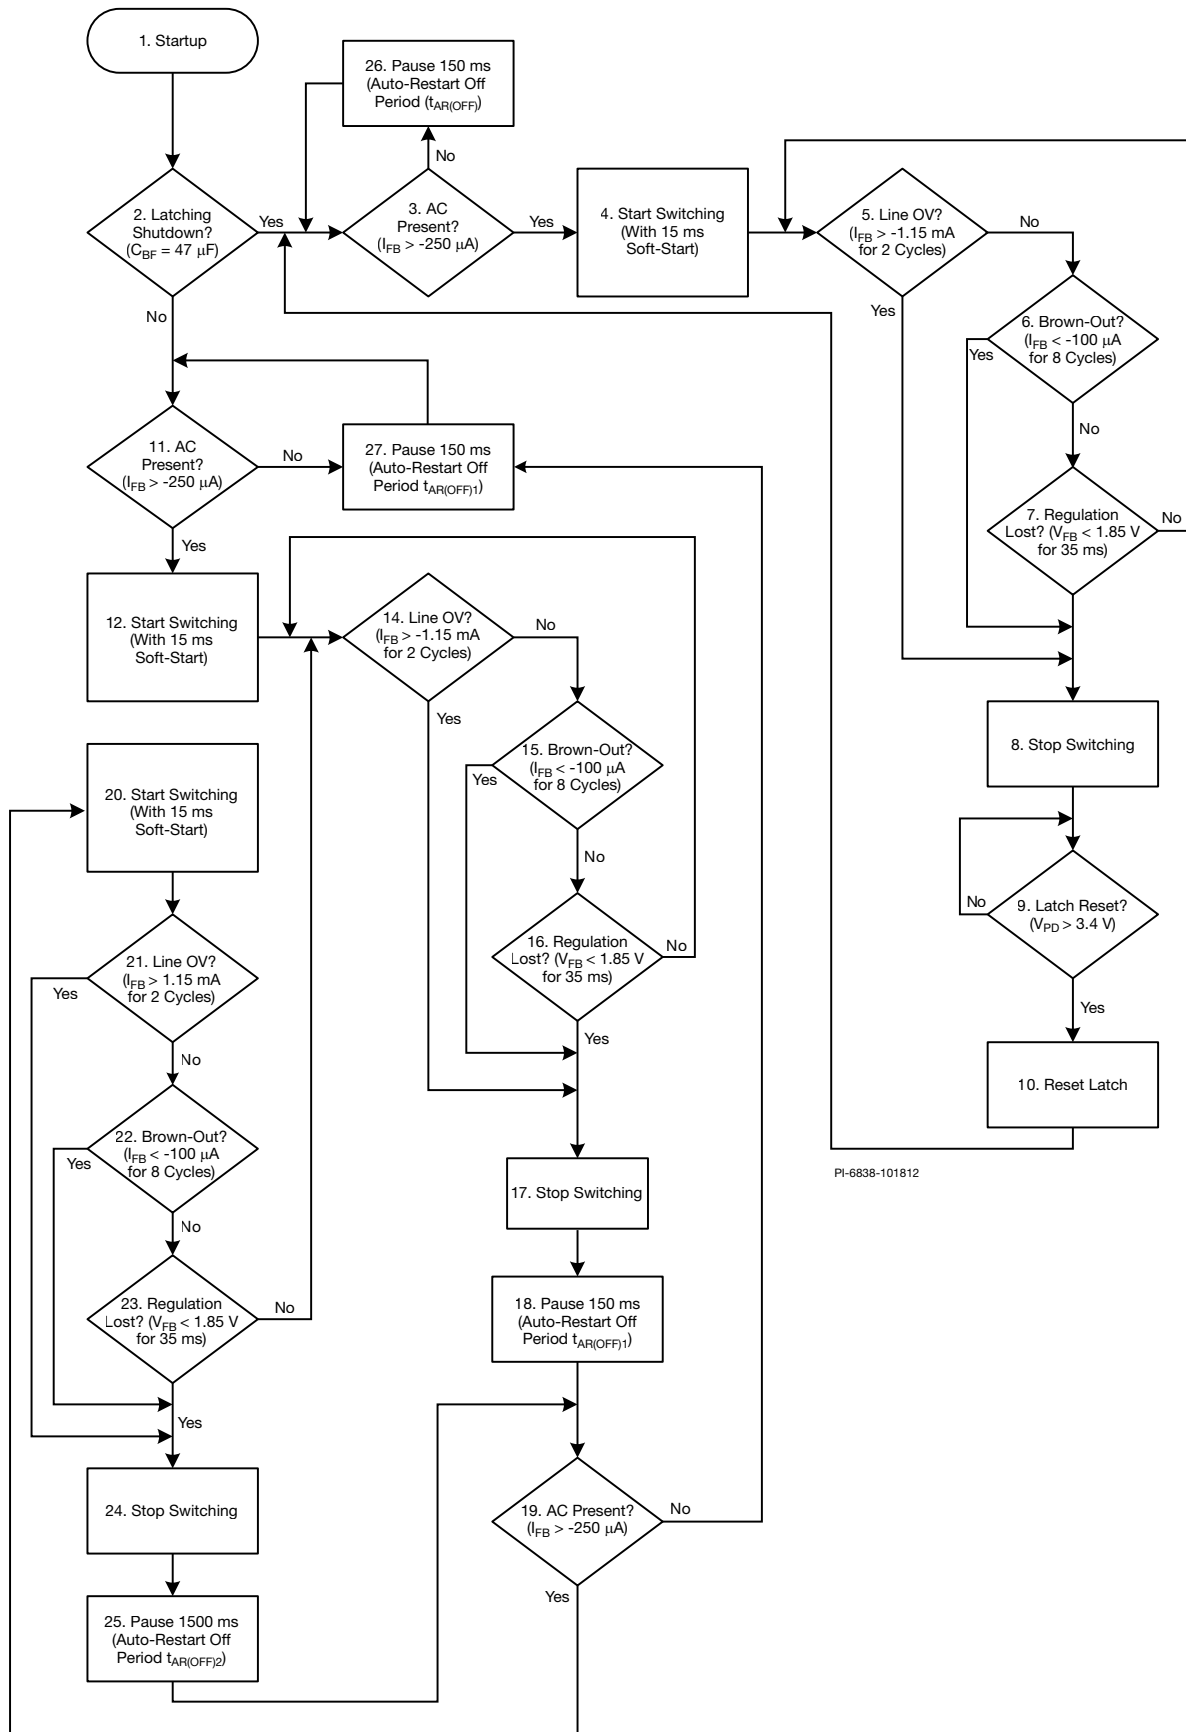 1. Startup
26. Pause 150 ms
(Auto-Restart Off
Period (tAR(OFF))
No
2. Latching
Shutdown?
(CBF = 47 µF)
Yes
3. AC
Present?
(IFB > -250 µA)
Yes
4. Start Switching
(With 15 ms
Soft-Start)
5. Line OV?
(IFB > -1.15 mA
for 2 Cycles)
No
Yes
No
6. Brown-Out?
(IFB < -100 µA
for 8 Cycles)
Yes
No
7. Regulation
Lost? (VFB < 1.85 V
for 35 ms)
No
Yes
8. Stop Switching
9. Latch Reset?
(VPD > 3.4 V)
No
Yes
10. Reset Latch
PI-6838-101812
11. AC
Present?
(IFB > -250 µA)
No
Yes
27. Pause 150 ms
(Auto-Restart Off
Period tAR(OFF)1)
12. Start Switching
(With 15 ms
Soft-Start)
14. Line OV?
(IFB > -1.15 mA
for 2 Cycles)
No
Yes
15. Brown-Out?
(IFB < -100 µA
for 8 Cycles)
Yes
No
16. Regulation
Lost? (VFB < 1.85 V
for 35 ms)
No
Yes
17. Stop Switching
18. Pause 150 ms
(Auto-Restart Off
Period tAR(OFF)1)
19. AC Present?
(IFB > -250 µA)
No
Yes
20. Start Switching
(With 15 ms
Soft-Start)
21. Line OV?
(IFB > 1.15 mA
for 2 Cycles)
Yes
No
22. Brown-Out?
(IFB < -100 µA
for 8 Cycles)
Yes
No
23. Regulation
Lost? (VFB < 1.85 V
for 35 ms)
No
Yes
24. Stop Switching
25. Pause 1500 ms
(Auto-Restart Off
Period tAR(OFF)2)